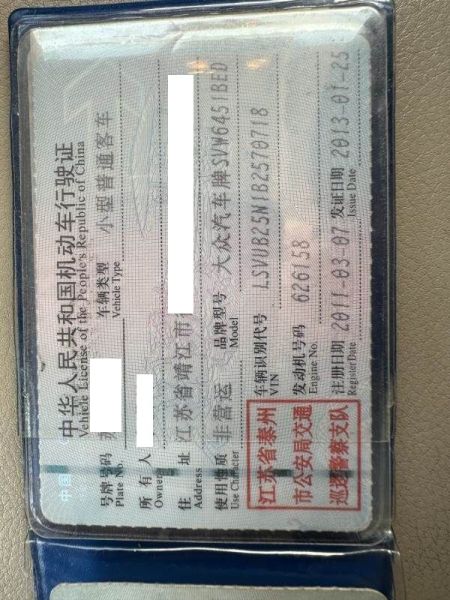 中国
中华人民共和国机动车行驶证
Vehicle License of the People's Republic of China
号牌号码 车辆类型 小型普通客车
Plate No. Vehicle Type
所有人
Owner
住址 江苏省靖江市
Address
使用性质 非营运 品牌型号 大众汽车牌SVW6451BED
Use Character Model
江苏省泰州
市公安局交通
巡逻警察支队
车辆识别代号 LSVUB25N1B2570718
VIN
发动机号码 626158
Engine No.
注册日期 2011-03-07 发证日期 2013-01-25
Register Date Issue Date